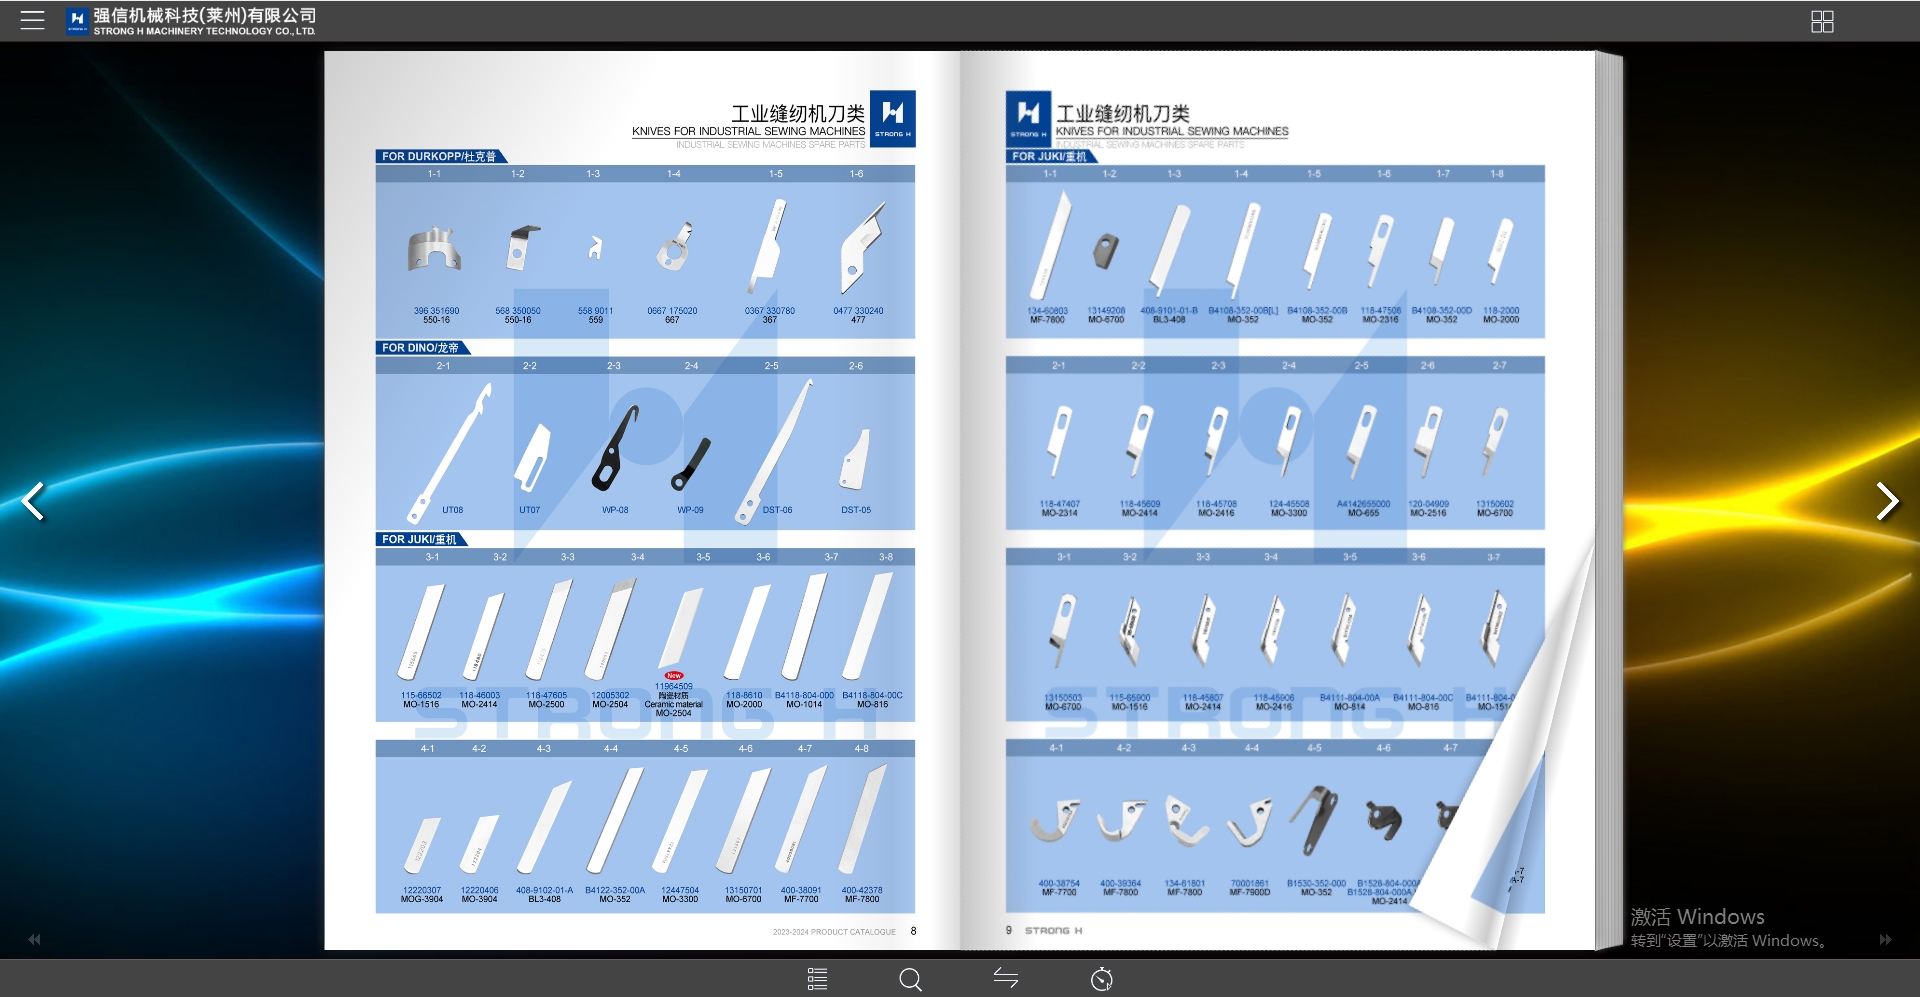 强信机械科技(莱州)有限公司
STRONG H MACHINERY TECHNOLOGY CO., LTD.
工业缝纫机刀类
KNIVES FOR INDUSTRIAL SEWING MACHINES
INDUSTRIAL SEWING MACHINES SPARE PARTS
STRONG H
FOR DURKOPP/杜克普
1-1 1-2 1-3 1-4 1-5 1-6
396 351690 568 350050 558 9011 0667 175020 0367 330780 0477 330240
550-16 550-16 559 667 367 477
FOR DINO/龙帝
2-1 2-2 2-3 2-4 2-5 2-6
UT08 UT07 WP-08 WP-09 DST-06 DST-05
FOR JUKI/重机
3-1 3-2 3-3 3-4 3-5 3-6 3-7 3-8
New
115-66502 118-46003 118-47605 12005302 11964509 118-8610 B4118-804-000 B4118-804-00C
MO-1516 MO-2414 MO-2500 MO-2504 陶瓷材质 MO-2000 MO-1014 MO-816
Ceramic material
MO-2504
STRONG H
4-1 4-2 4-3 4-4 4-5 4-6 4-7 4-8
12220307 12220406 408-9102-01-A B4122-352-00A 12447504 13150701 400-38091 400-42378
MOG-3904 MO-3904 BL3-408 MO-352 MO-3300 MO-6700 MF-7700 MF-7800
2023-2024 PRODUCT CATALOGUE 8
工业缝纫机刀类
KNIVES FOR INDUSTRIAL SEWING MACHINES
INDUSTRIAL SEWING MACHINES SPARE PARTS
STRONG H
FOR JUKI/重机
1-1 1-2 1-3 1-4 1-5 1-6 1-7 1-8
134-60803 13149208 408-9101-01-B B4108-352-00B[L] B4108-352-00B 118-47506 B4108-352-00D 118-2000
MF-7800 MO-6700 BL3-408 MO-352 MO-352 MO-2316 MO-352 MO-2000
2-1 2-2 2-3 2-4 2-5 2-6 2-7
118-47407 118-45609 118-45708 124-45508 A4142655000 120-04909 13150602
MO-2314 MO-2414 MO-2416 MO-3300 MO-655 MO-2516 MO-6700
3-1 3-2 3-3 3-4 3-5 3-6 3-7
13150503 115-65900 118-45807 118-45906 B4111-804-00A B4111-804-00C B4111-804-0
MO-6700 MO-1516 MO-2414 MO-2416 MO-814 MO-816 MO-151
STRONG H
4-1 4-2 4-3 4-4 4-5 4-6 4-7
400-38754 400-39364 134-61801 70001861 B1530-352-000 B1528-804-000
MF-7700 MF-7800 MF-7800 MF-7900D MO-352 B1528-804-000A
MO-2414
9 STRONG H
激活 Windows
转到“设置”以激活 Windows。